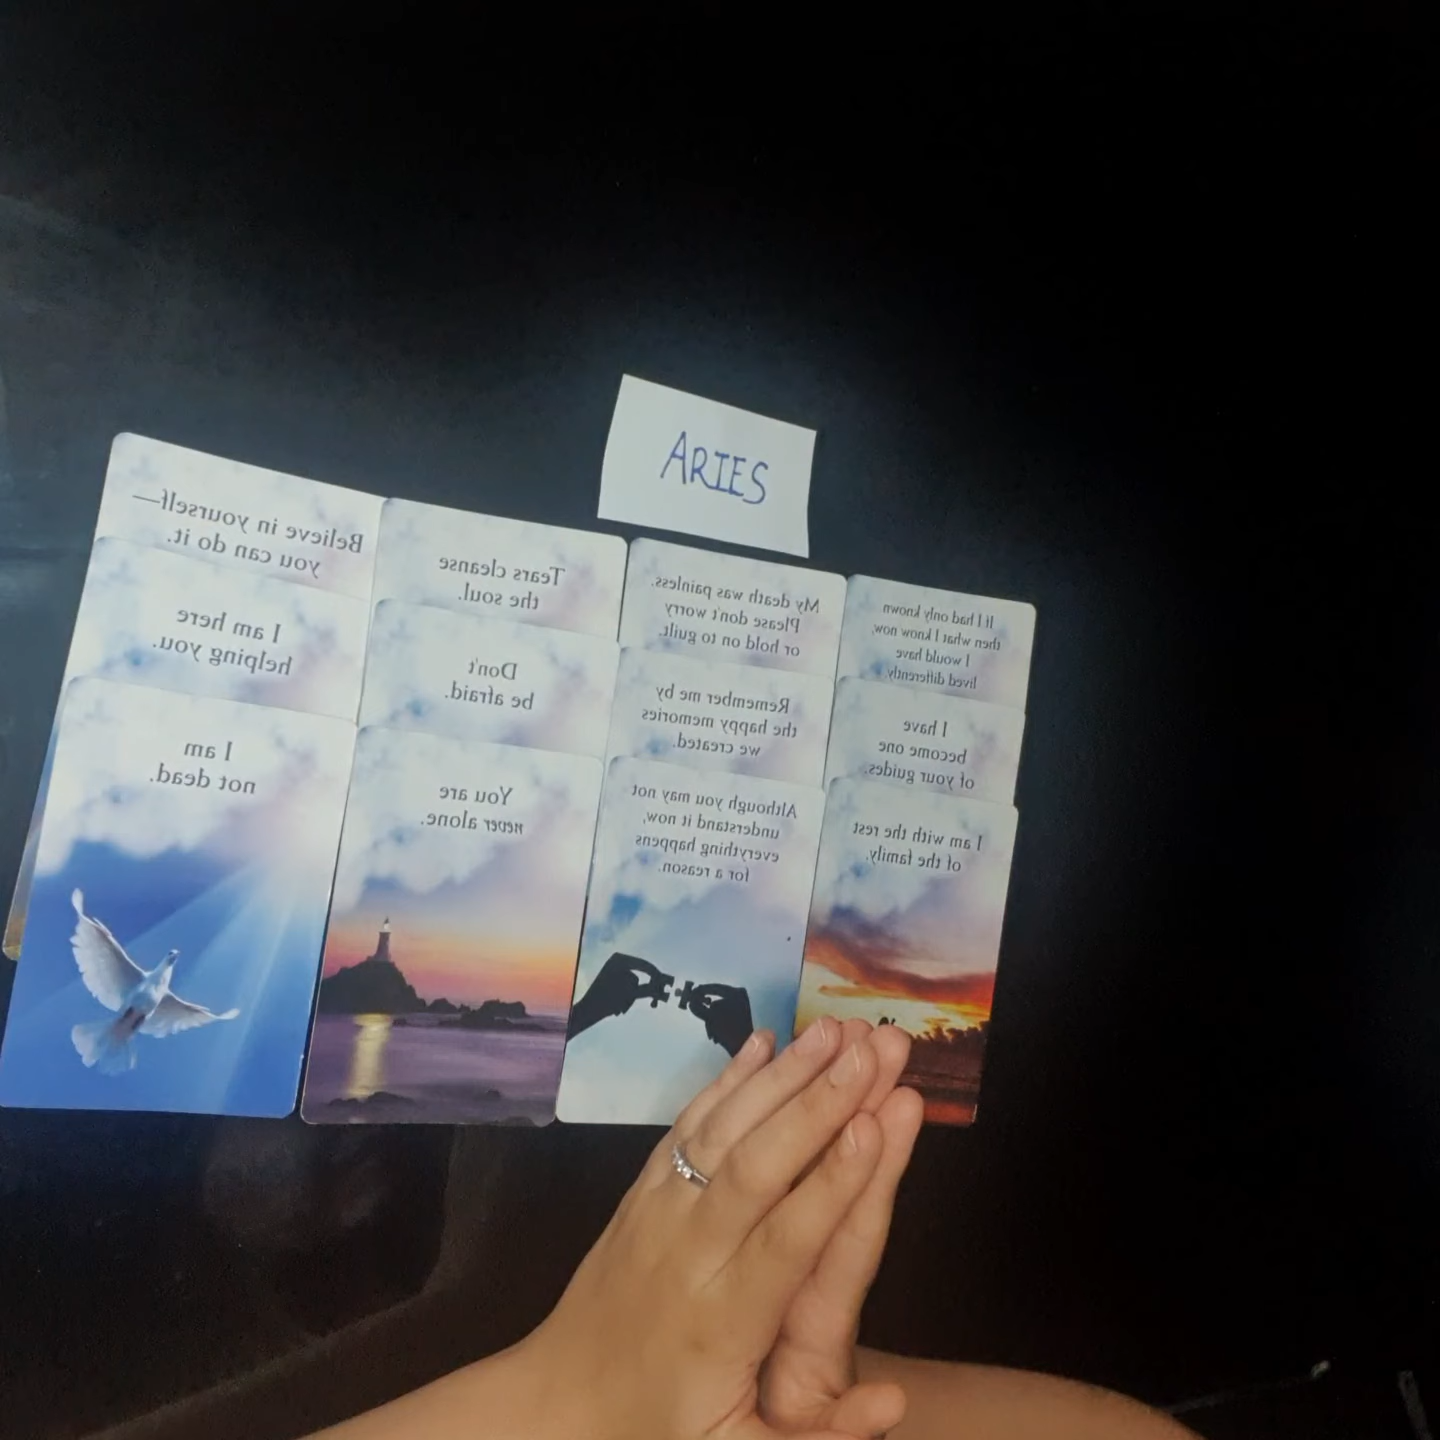 ARIES
Believe in yourself—
you can do it.
I am here
helping you.
I am
not dead.
Tears cleanse
the soul.
Don't
be afraid.
You are
never alone.
My death was painless.
Please don't worry
or hold on to guilt.
Remember me by
the happy memories
we created.
Although you may not
understand it now,
everything happens
for a reason.
If I had only known
then what I know now,
I would have
lived differently.
I have
become one
of your guides.
I am with the rest
of the family.